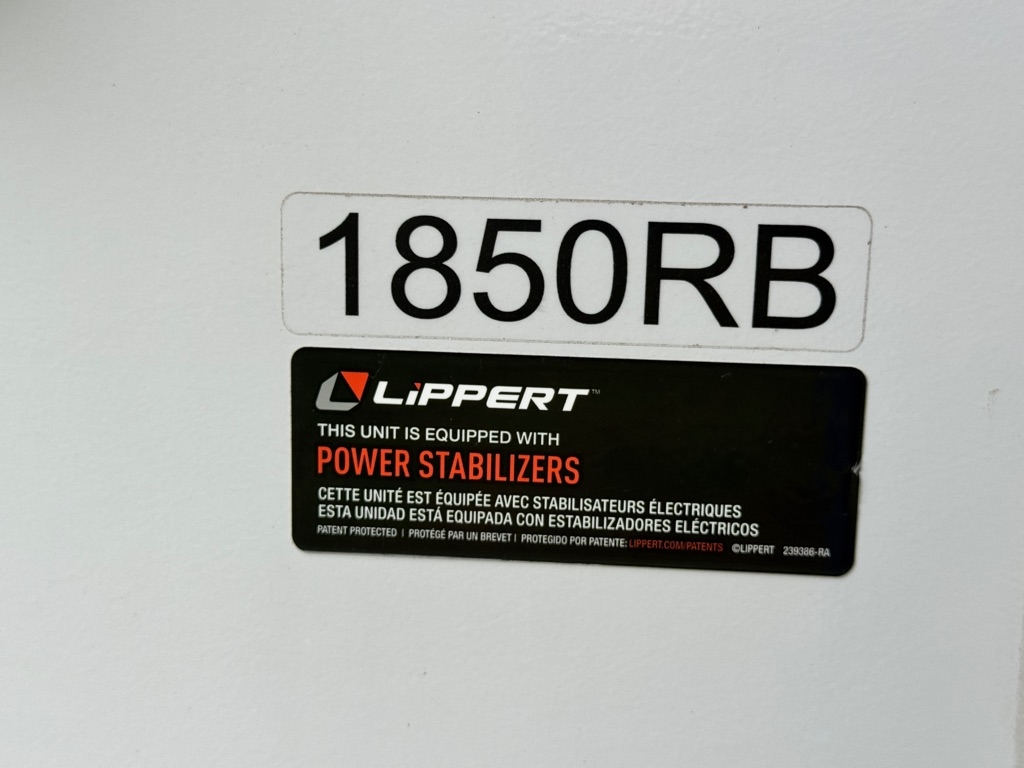 1850RB
LiPPERT™
THIS UNIT IS EQUIPPED WITH
POWER STABILIZERS
CETTE UNITÉ EST ÉQUIPÉE AVEC STABILISATEURS ÉLECTRIQUES
ESTA UNIDAD ESTÁ EQUIPADA CON ESTABILIZADORES ELÉCTRICOS
PATENT PROTECTED | PROTÉGÉ PAR UN BREVET | PROTEGIDO POR PATENTE: LIPPERT.COM/PATENTS ©LIPPERT 239386-RA